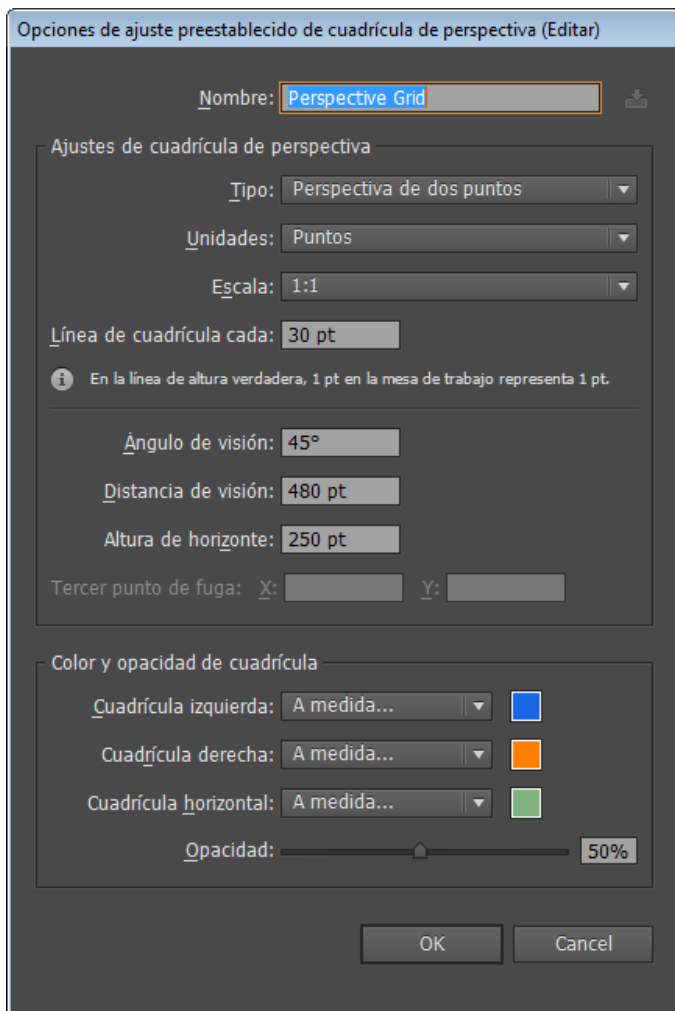 Opciones de ajuste preestablecido de cuadrícula de perspectiva (Editar)
Nombre: Perspective Grid
Ajustes de cuadrícula de perspectiva
Tipo: Perspectiva de dos puntos
Unidades: Puntos
Escala: 1:1
Línea de cuadrícula cada: 30 pt
En la línea de altura verdadera, 1 pt en la mesa de trabajo representa 1 pt.
Ángulo de visión: 45°
Distancia de visión: 480 pt
Altura de horizonte: 250 pt
Tercer punto de fuga: X: Y:
Color y opacidad de cuadrícula
Cuadrícula izquierda: A medida...
Cuadrícula derecha: A medida...
Cuadrícula horizontal: A medida...
Opacidad: 50%
OK Cancel